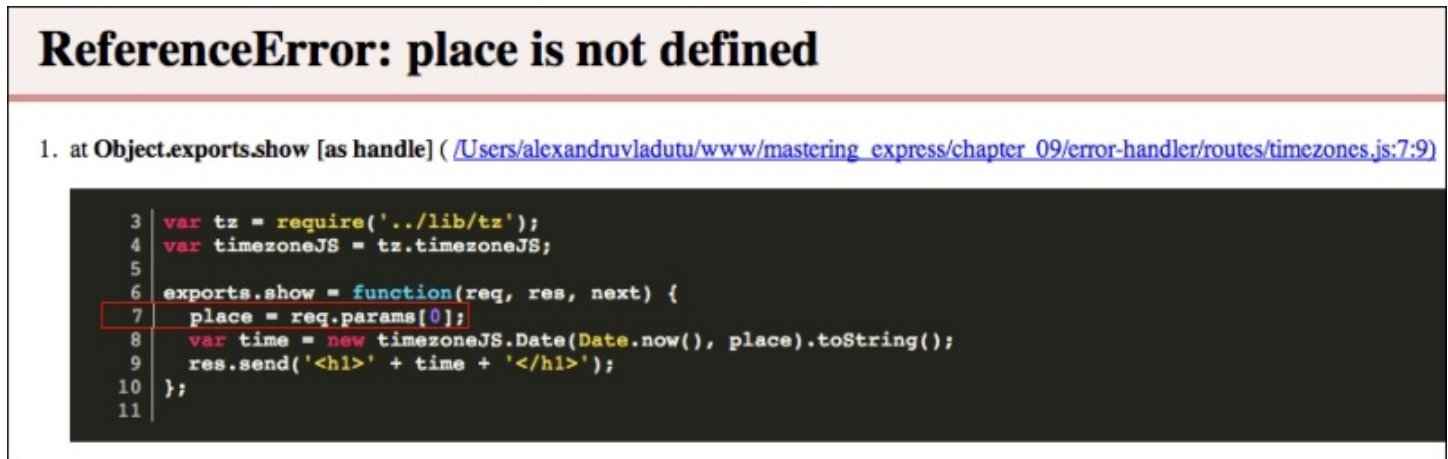 ReferenceError: place is not defined
1. at Object.exports.show [as handle] ( /Users/alexandruvladutu/www/mastering_express/chapter_09/error-handler/routes/timezones.js:7:9)
3 var tz = require('../lib/tz');
4 var timezoneJS = tz.timezoneJS;
5
6 exports.show = function(req, res, next) {
7 place = req.params[0];
8 var time = new timezoneJS.Date(Date.now(), place).toString();
9 res.send('<h1>' + time + '</h1>');
10 };
11